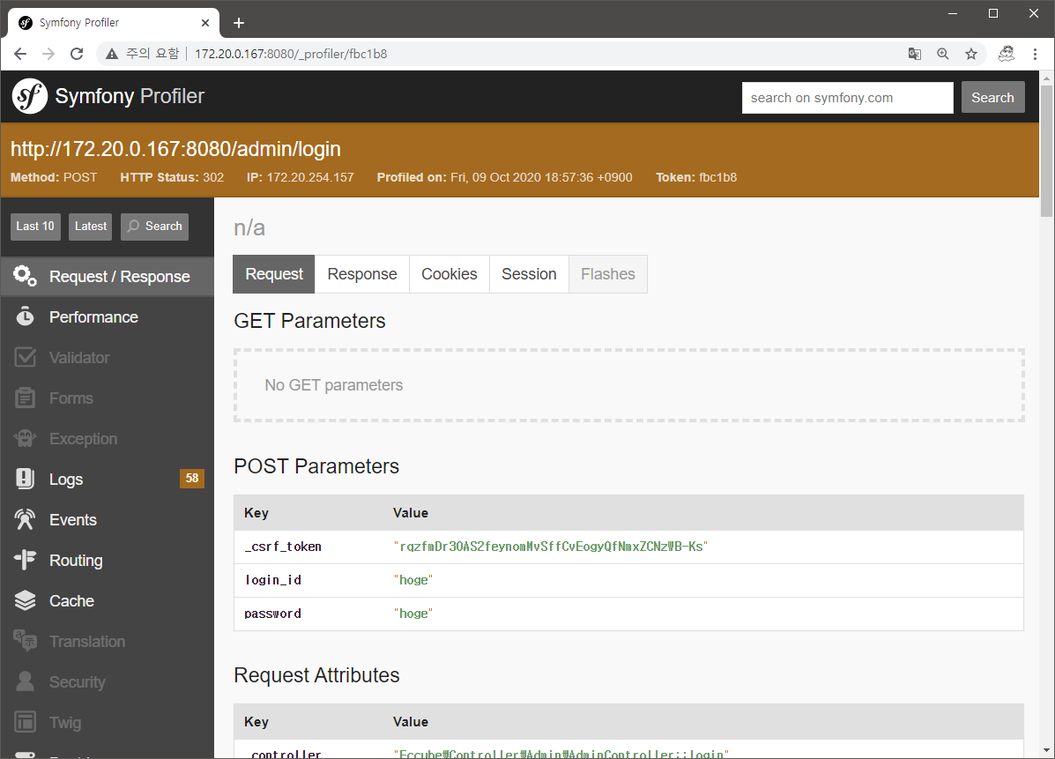 Symfony Profiler
주의 요함 172.20.0.167:8080/_profiler/fbc1b8
sf Symfony Profiler
search on symfony.com Search
http://172.20.0.167:8080/admin/login
Method: POST HTTP Status: 302 IP: 172.20.254.157 Profiled on: Fri, 09 Oct 2020 18:57:36 +0900 Token: fbc1b8
Last 10 Latest Search
Request / Response
Performance
Validator
Forms
Exception
Logs 58
Events
Routing
Cache
Translation
Security
Twig
n/a
Request Response Cookies Session Flashes
GET Parameters
No GET parameters
POST Parameters
Key Value
_csrf_token "rqzfmDr3OAS2feynomMvSffCvEogyQfNmxZCNzWB-Ks"
login_id "hoge"
password "hoge"
Request Attributes
Key Value
_controller "Eccube₩Controller₩Admin₩AdminController::login"